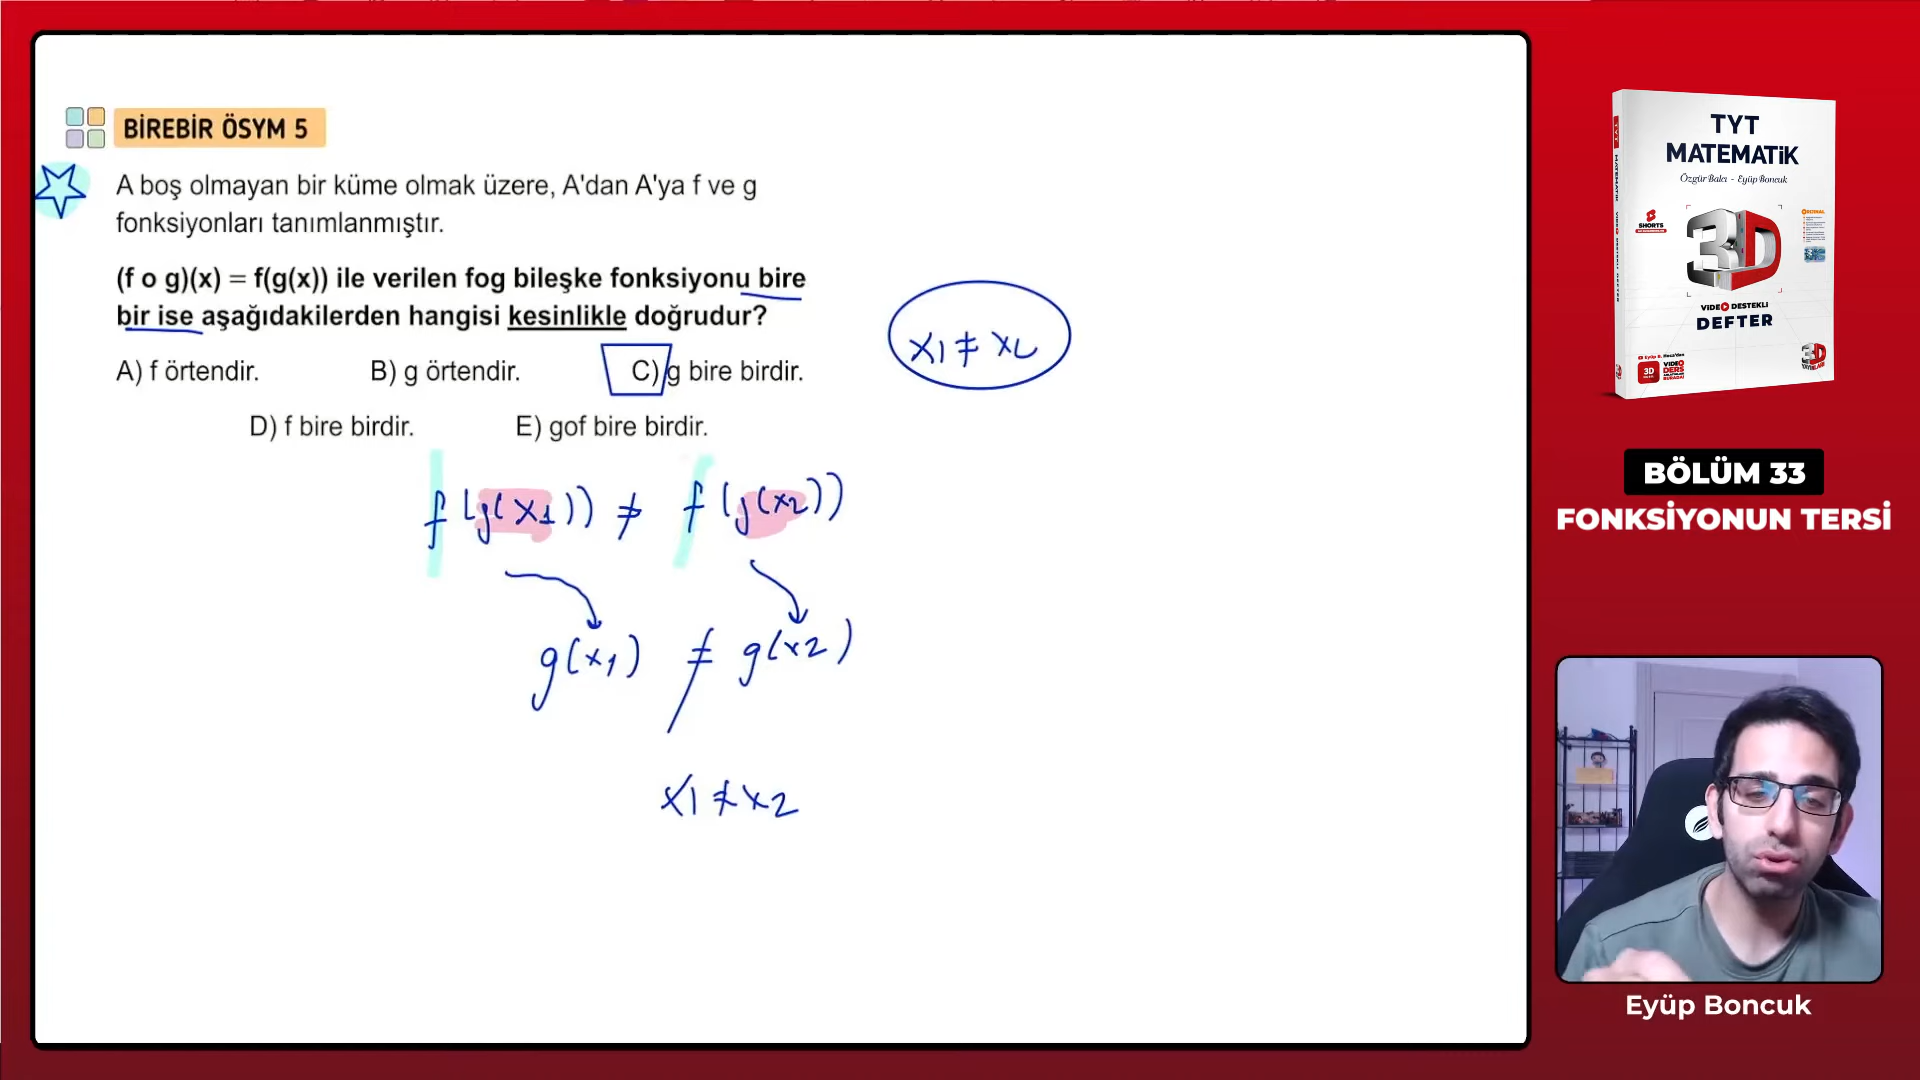 BİREBİR ÖSYM 5
A boş olmayan bir küme olmak üzere, A'dan A'ya f ve g
fonksiyonları tanımlanmıştır.
(f o g)(x) = f(g(x)) ile verilen fog bileşke fonksiyonu bire
bir ise aşağıdakilerden hangisi kesinlikle doğrudur?
A) f örtendir. B) g örtendir. C) g bire birdir.
D) f bire birdir. E) gof bire birdir.
x1 ≠ x2
f(g(x1)) ≠ f(g(x2))
g(x1) ≠ g(x2)
x1 ≠ x2
TYT
MATEMATİK
Özgür Balcı - Eyüp Boncuk
SHORTS
3D
VIDEO DESTEKLİ
DEFTER
BÖLÜM 33
FONKSİYONUN TERSİ
Eyüp Boncuk